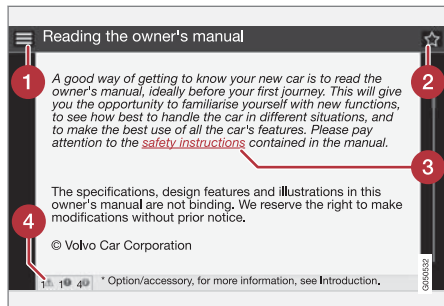 Reading the owner's manual
1
2
A good way of getting to know your new car is to read the
owner's manual, ideally before your first journey. This will give
you the opportunity to familiarise yourself with new functions,
to see how best to handle the car in different situations, and
to make the best use of all the car's features. Please pay
attention to the safety instructions contained in the manual.
3
The specifications, design features and illustrations in this
owner's manual are not binding. We reserve the right to make
modifications without prior notice.
4
© Volvo Car Corporation
1 1 4 * Option/accessory, for more information, see Introduction.
G050532